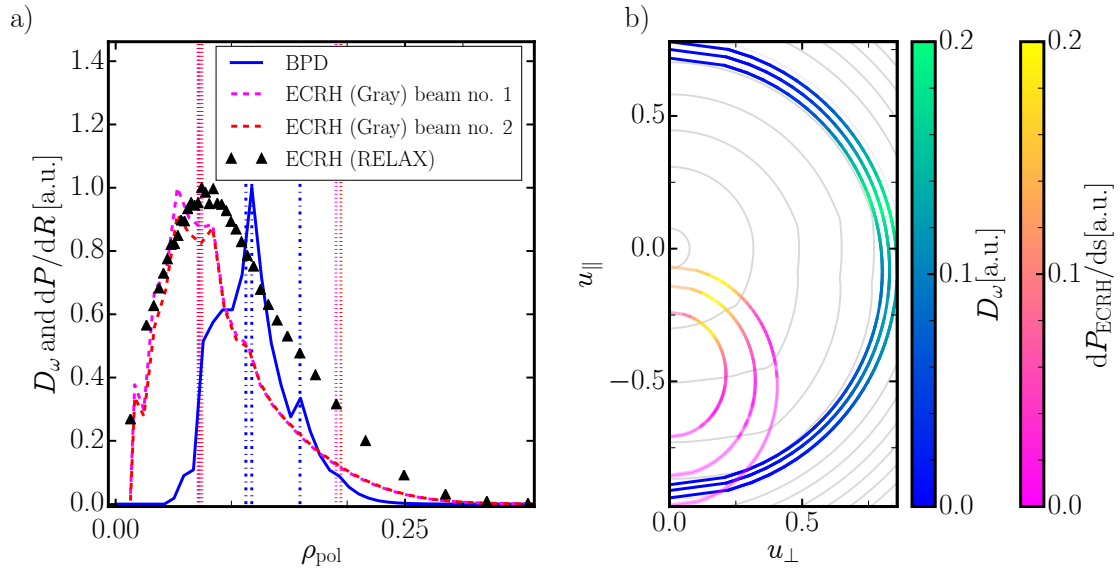 a)
D_ω and dP/dR[a.u.]
1.4
1.2
1.0
0.8
0.6
0.4
0.2
0.0
0.00
0.25
ρ_pol
BPD
ECRH (Gray) beam no. 1
ECRH (Gray) beam no. 2
ECRH (RELAX)
b)
u_∥
0.5
0.0
−0.5
0.0
0.5
u_⊥
0.2
0.1
0.0
D_ω[a.u.]
0.2
0.1
0.0
dP_ECRH/ds[a.u.]